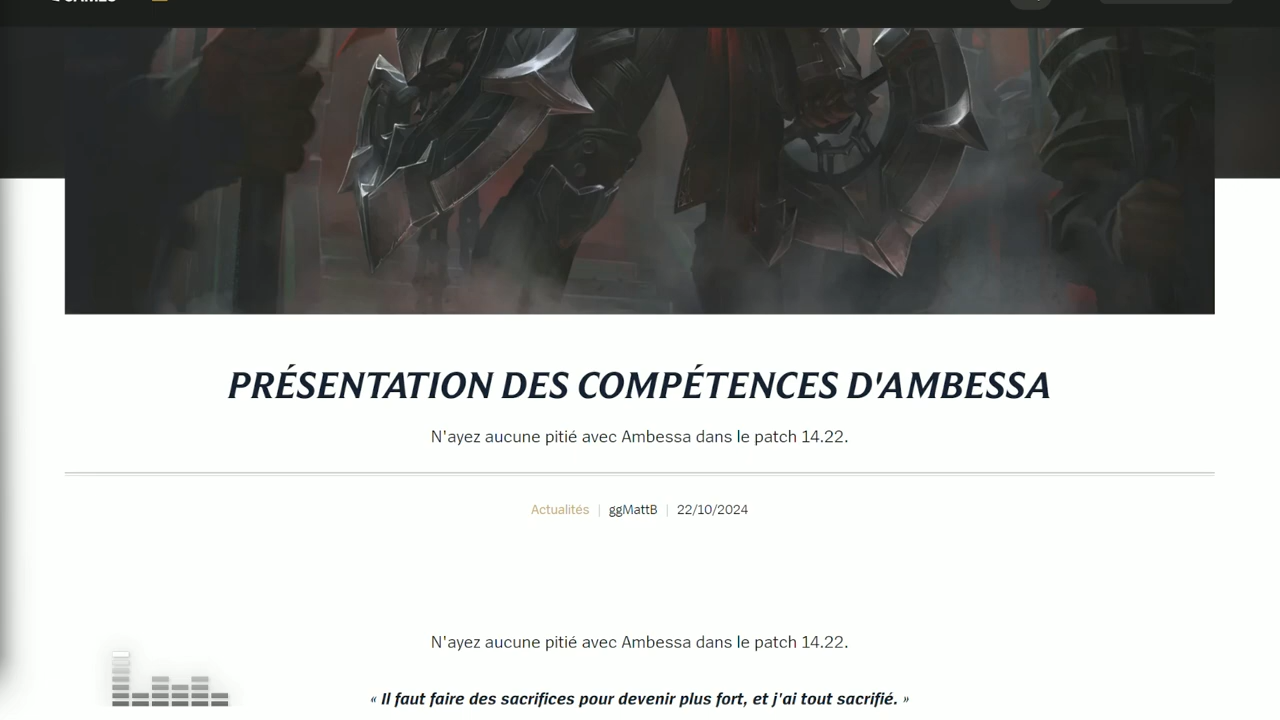 PRÉSENTATION DES COMPÉTENCES D'AMBESSA
N'ayez aucune pitié avec Ambessa dans le patch 14.22.
Actualités | ggMattB | 22/10/2024
N'ayez aucune pitié avec Ambessa dans le patch 14.22.
« Il faut faire des sacrifices pour devenir plus fort, et j'ai tout sacrifié. »